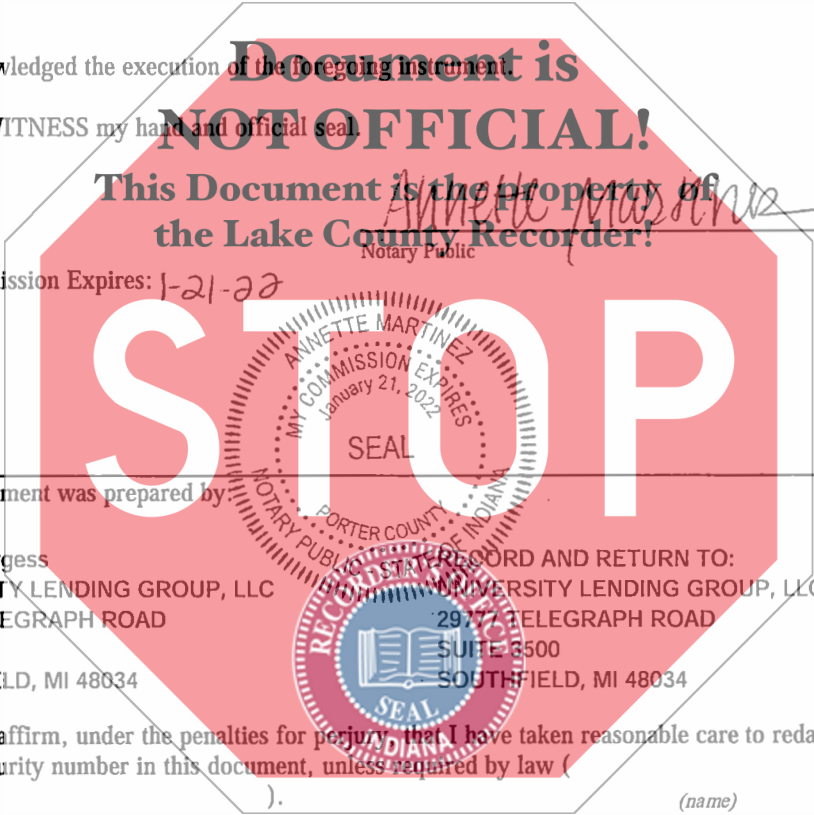 Document is
wledged the execution of the foregoing instrument.
ITNESS my hand and official seal.
NOT OFFICIAL!
This Document is the property of
Annette Martinez
the Lake County Recorder!
Notary Public
ission Expires: 1-21-22
STOP
ANNETTE MARTINEZ
MY COMMISSION EXPIRES
January 21, 2022
SEAL
PORTER COUNTY
NOTARY PUBLIC STATE OF INDIANA
ment was prepared by:
gess
RECORD AND RETURN TO:
TY LENDING GROUP, LLC
UNIVERSITY LENDING GROUP, LLC
EGRAPH ROAD
29777 TELEGRAPH ROAD
SUITE 3500
LD, MI 48034
SOUTHFIELD, MI 48034
SEAL
INDIANA
affirm, under the penalties for perjury, that I have taken reasonable care to reda
urity number in this document, unless required by law (
).
(name)